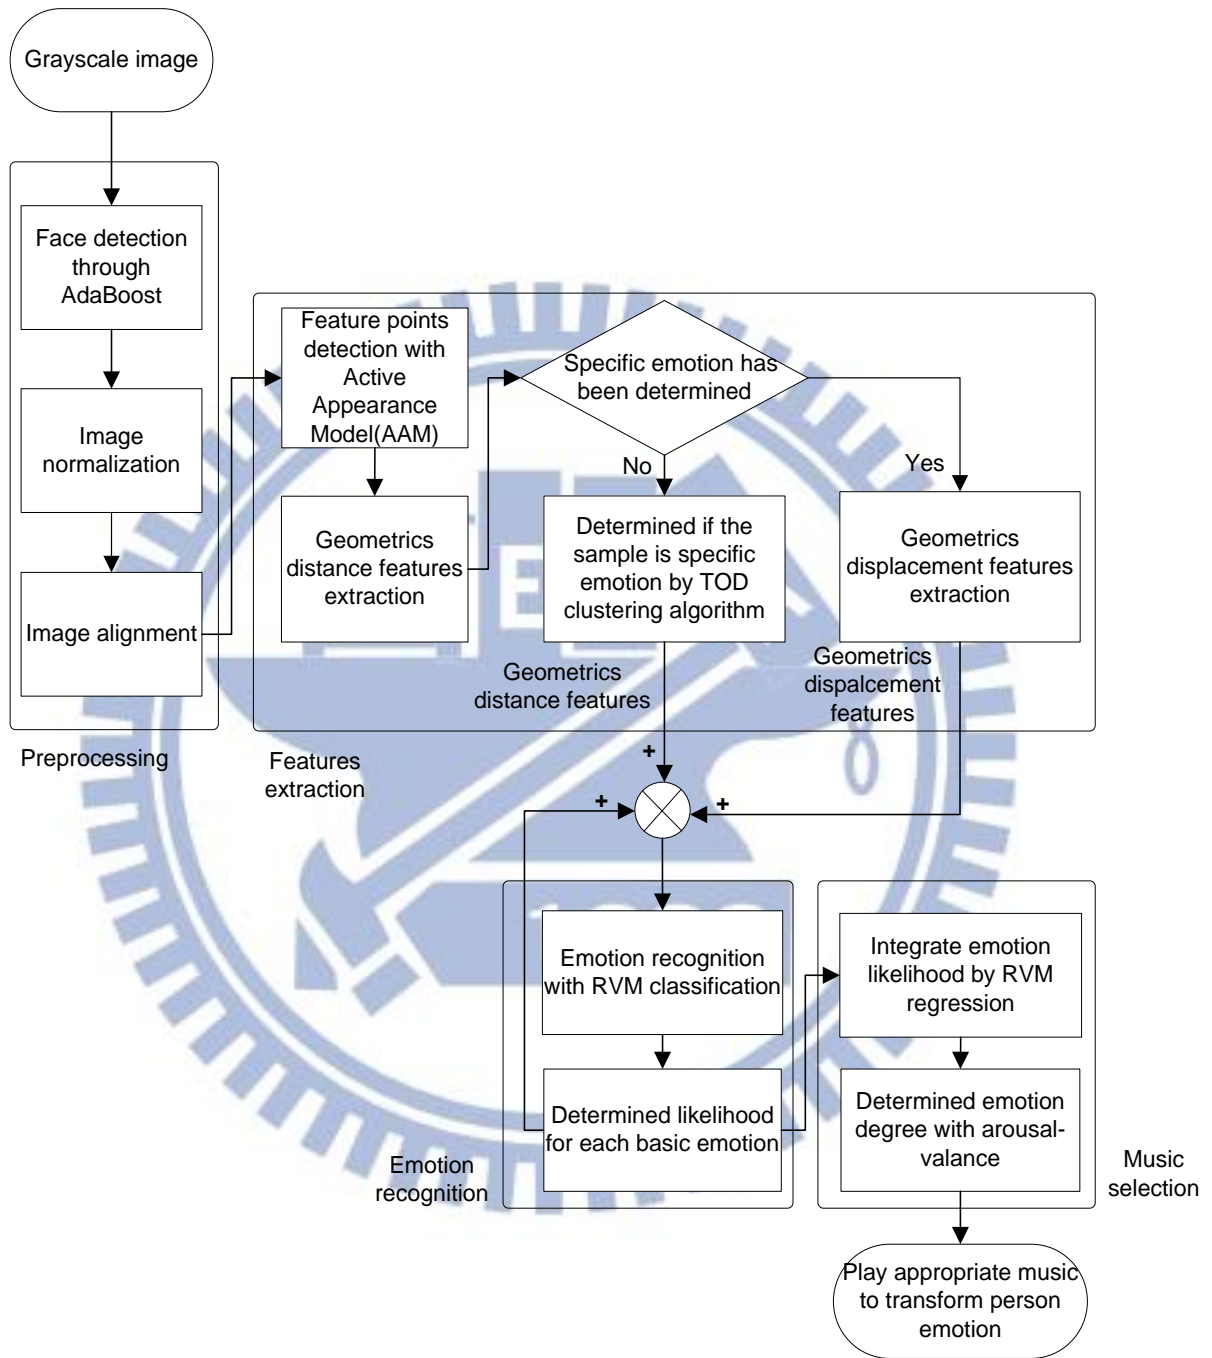 Grayscale image
Face detection
through
AdaBoost
Image
normalization
Image alignment
Preprocessing
Feature points
detection with
Active
Appearance
Model(AAM)
Geometrics
distance features
extraction
Specific emotion has
been determined
No
Yes
Determined if the
sample is specific
emotion by TOD
clustering algorithm
Geometrics
displacement features
extraction
Geometrics
distance features
Geometrics
dispalcement
features
Features
extraction
+
+
+
Emotion recognition
with RVM classification
Determined likelihood
for each basic emotion
Emotion
recognition
Integrate emotion
likelihood by RVM
regression
Determined emotion
degree with arousal-
valance
Music
selection
Play appropriate music
to transform person
emotion